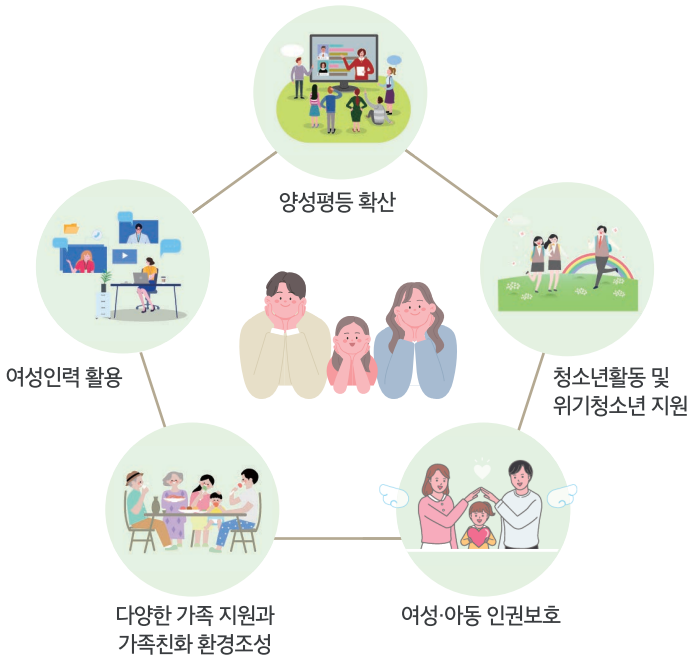 양성평등 확산
여성인력 활용
청소년활동 및
위기청소년 지원
다양한 가족 지원과
가족친화 환경조성
여성·아동 인권보호